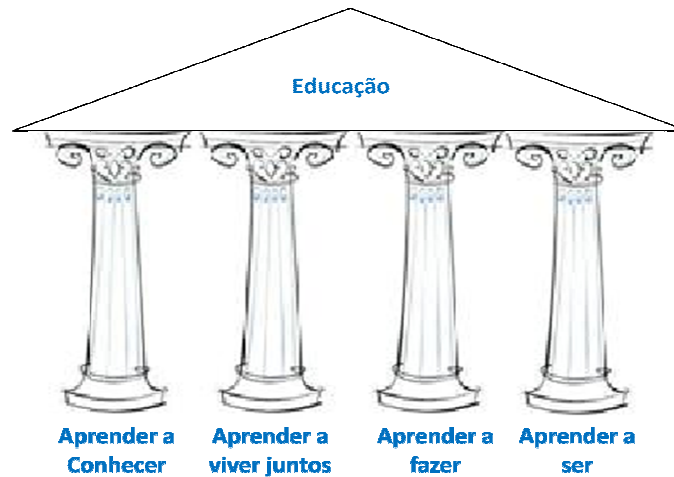 Educação
Aprender a
Conhecer
Aprender a
viver juntos
Aprender a
fazer
Aprender a
ser